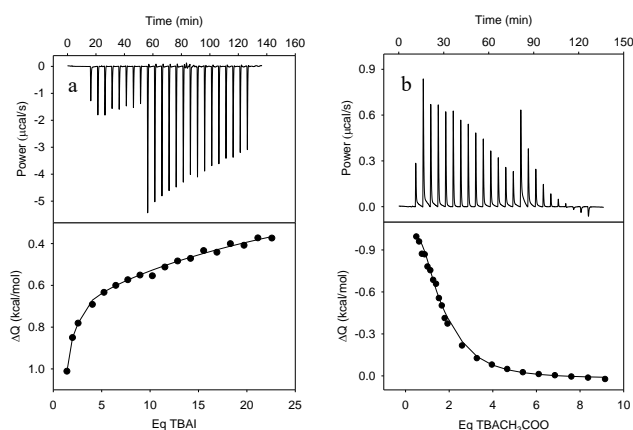 Time (min)
0 20 40 60 80 100 120 140
0
-1
-2
-3
-4
-5
Power (µcal/s)
a
0.4
0.6
0.8
1.0
ΔQ (kcal/mol)
0 5 10 15 20 25
Eq TBAI
Time (min)
0 30 60 90 120 150
-0.9
0.6
0.3
0.0
Power (µcal/s)
b
-0.9
-0.6
-0.3
0.0
ΔQ (kcal/mol)
0 2 4 6 8 10
Eq TBACH₃COO